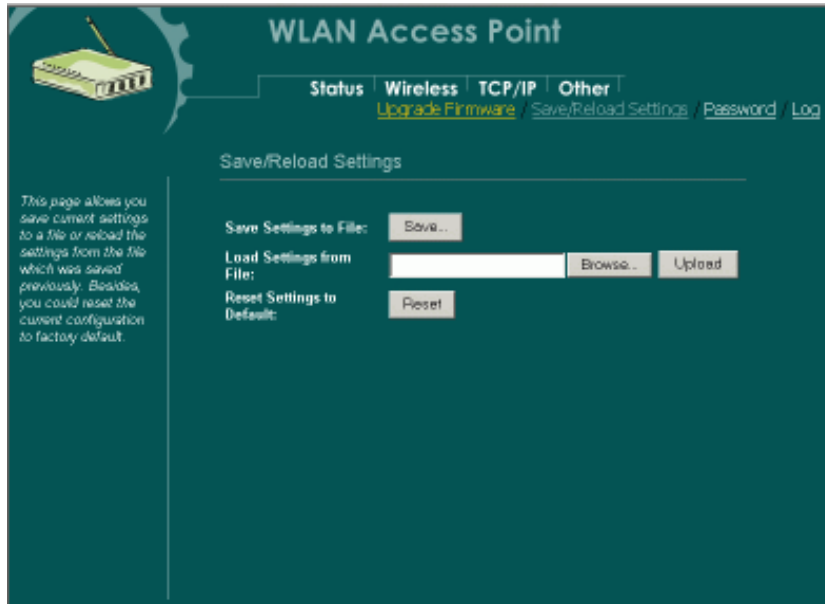 WLAN Access Point
Status Wireless TCP/IP Other
Upgrade Firmware / Save/Reload Settings / Password / Log
Save/Reload Settings
This page allows you
save current settings
to a file or reload the
settings from the file
which was saved
previously. Besides,
you could reset the
current configuration
to factory default.
Save Settings to File: Save...
Load Settings from
File: Browse... Upload
Reset Settings to
Default: Reset